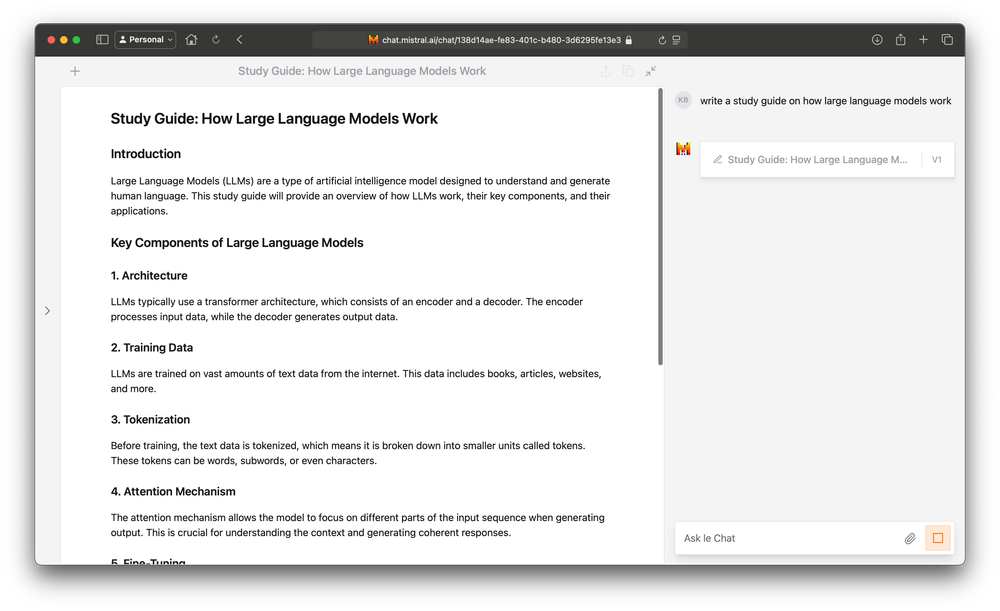 Personal
chat.mistral.ai/chat/138d14ae-fe83-401c-b480-3d6295fe13e3
Study Guide: How Large Language Models Work
Study Guide: How Large Language Models Work
Introduction
Large Language Models (LLMs) are a type of artificial intelligence model designed to understand and generate
human language. This study guide will provide an overview of how LLMs work, their key components, and their
applications.
Key Components of Large Language Models
1. Architecture
LLMs typically use a transformer architecture, which consists of an encoder and a decoder. The encoder
processes input data, while the decoder generates output data.
2. Training Data
LLMs are trained on vast amounts of text data from the internet. This data includes books, articles, websites,
and more.
3. Tokenization
Before training, the text data is tokenized, which means it is broken down into smaller units called tokens.
These tokens can be words, subwords, or even characters.
4. Attention Mechanism
The attention mechanism allows the model to focus on different parts of the input sequence when generating
output. This is crucial for understanding the context and generating coherent responses.
5. Fine-Tuning
KB
write a study guide on how large language models work
Study Guide: How Large Language M...
V1
Ask le Chat